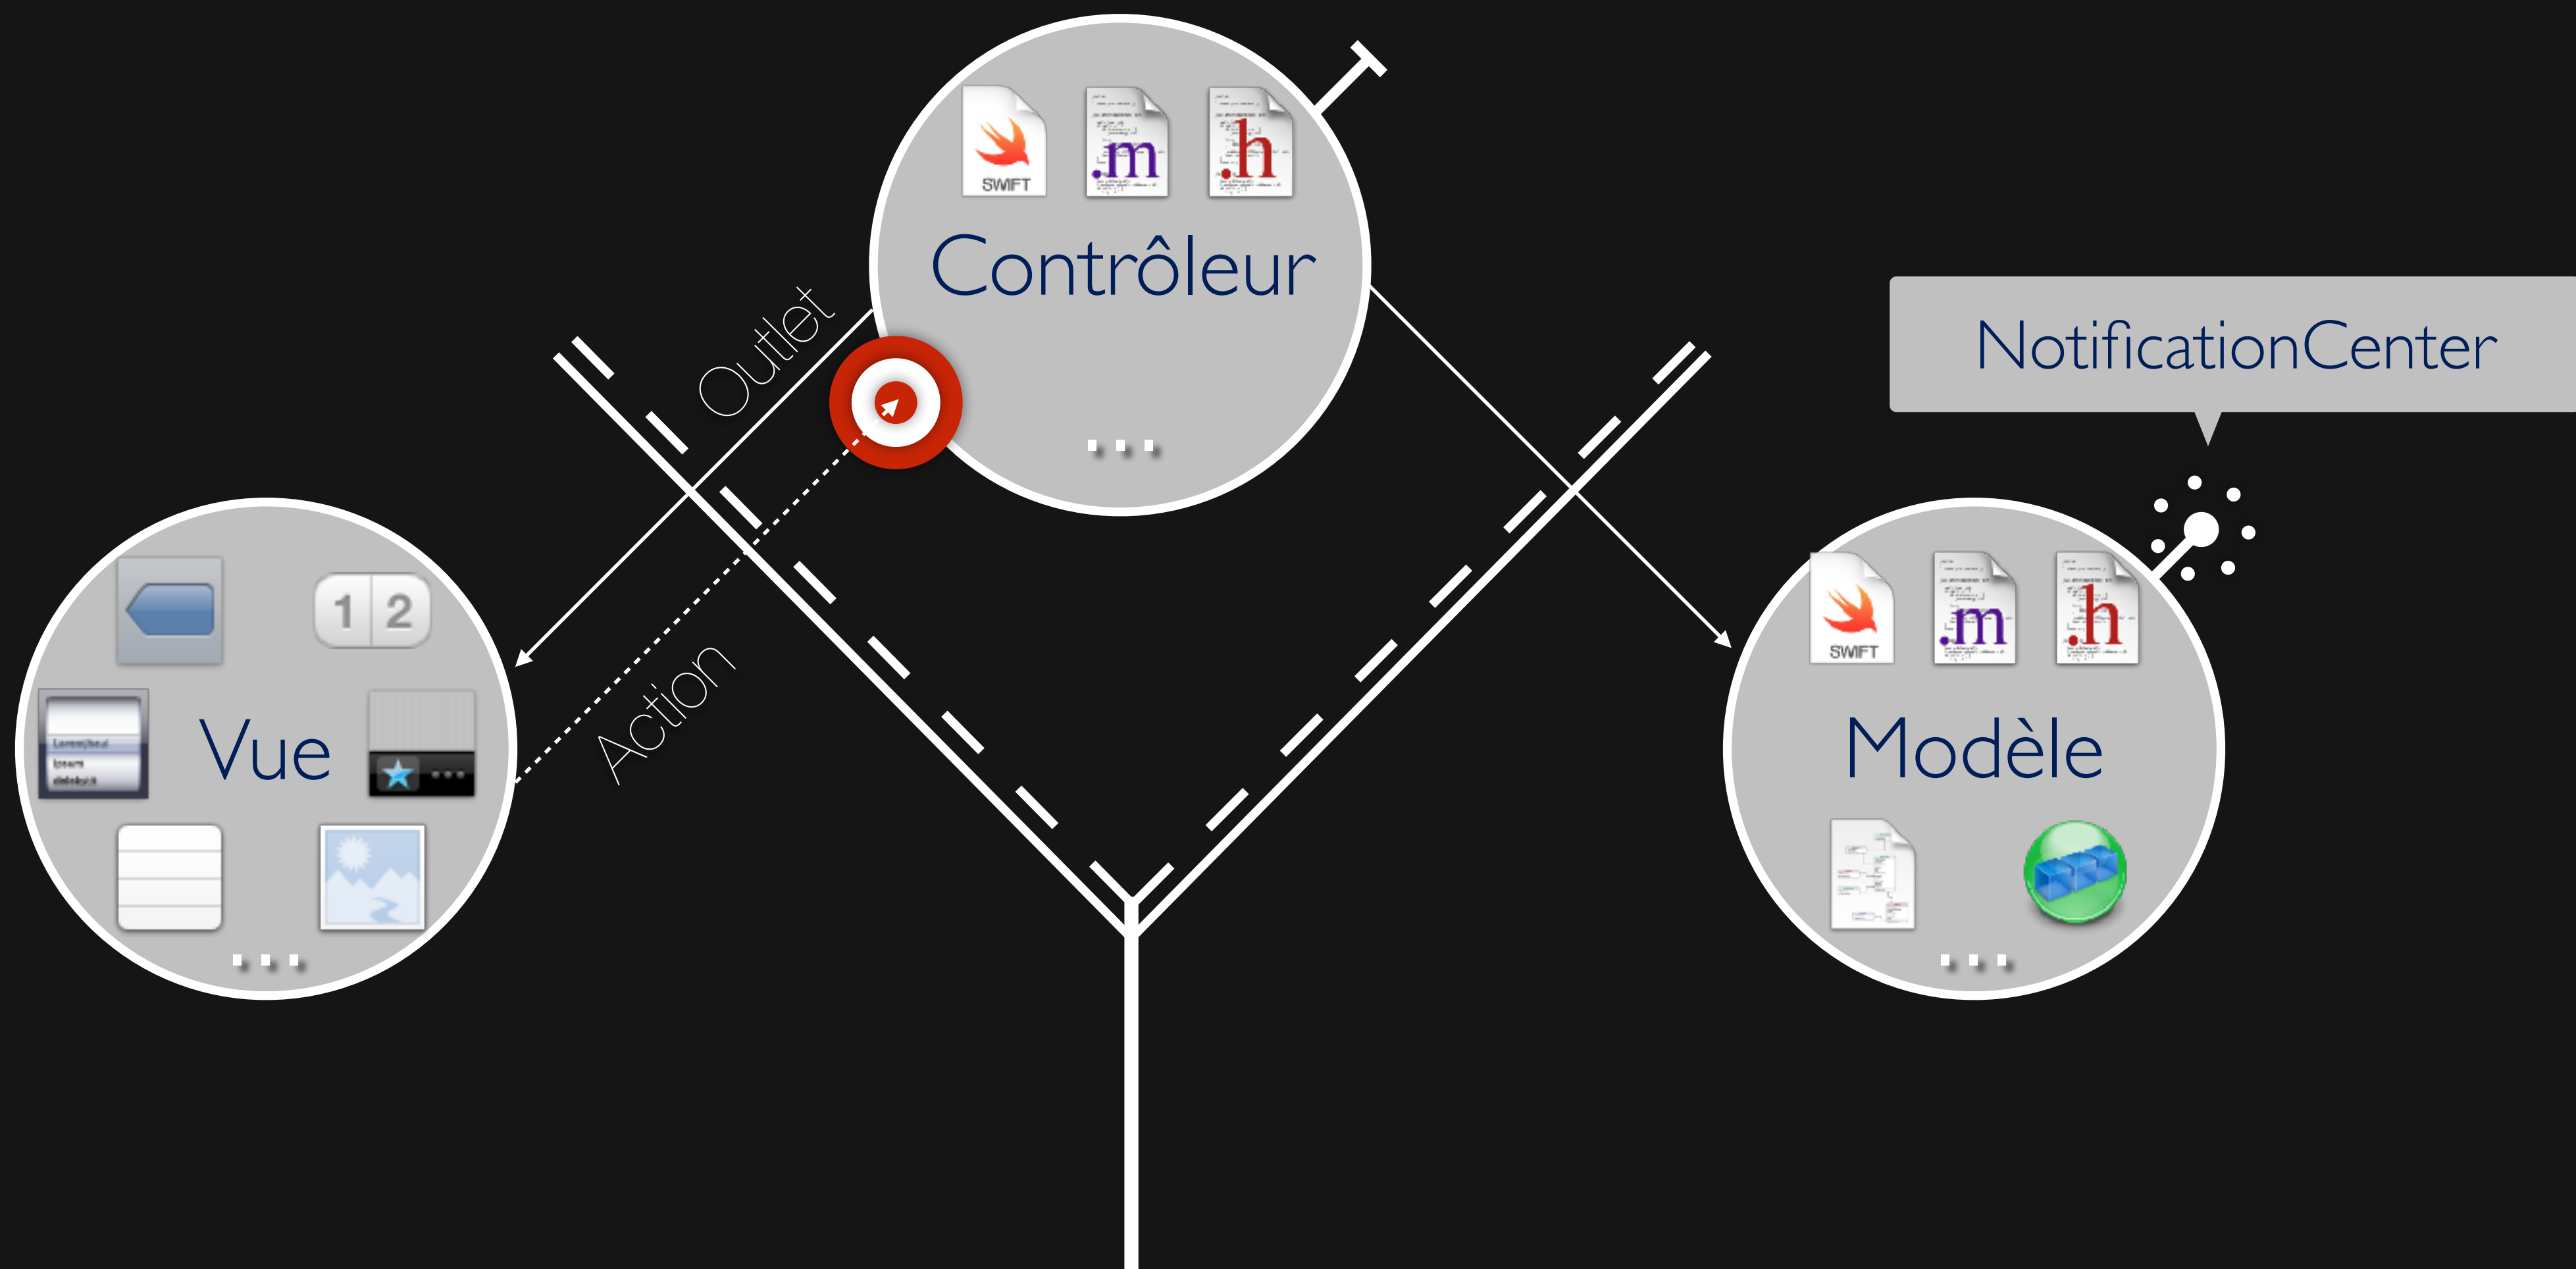 SWIFT
.m
.h
Contrôleur
Outlet
NotificationCenter
Action
1 2
Vue
SWIFT
.m
.h
Modèle
...
...
...